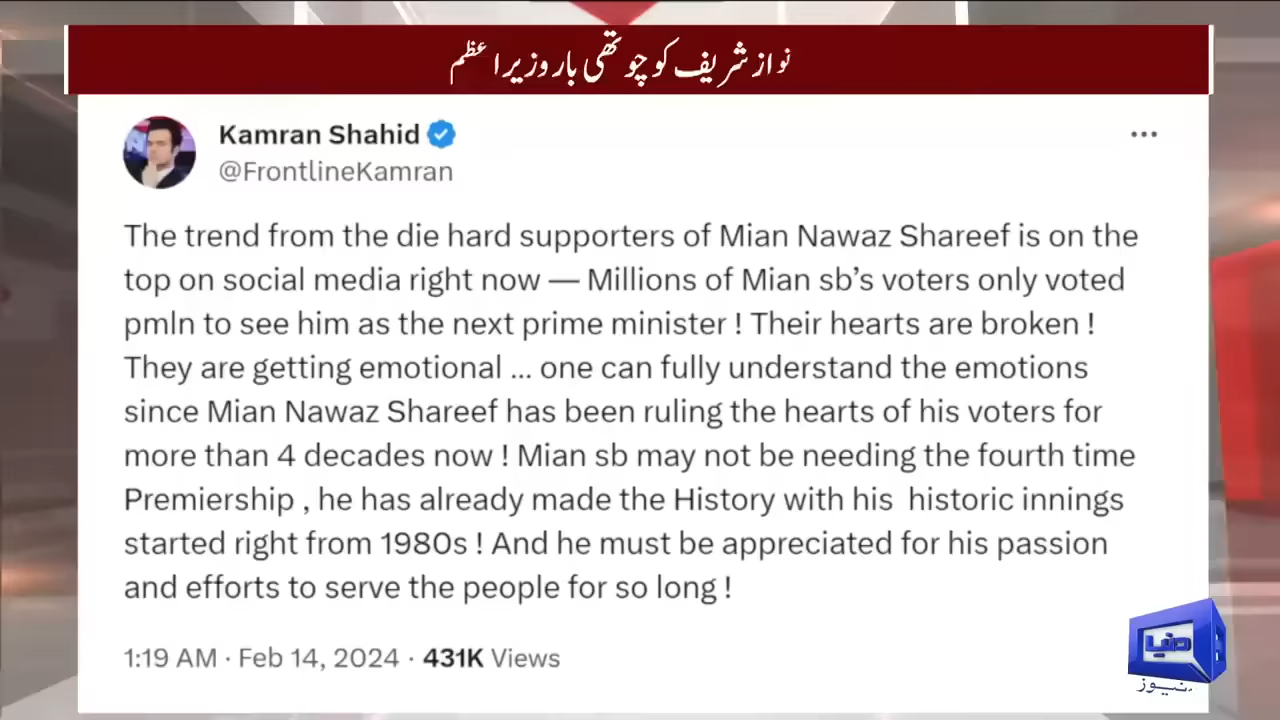 نواز شریف کو چوتھی بار وزیراعظم
Kamran Shahid
@FrontlineKamran
The trend from the die hard supporters of Mian Nawaz Shareef is on the
top on social media right now — Millions of Mian sb’s voters only voted
pmln to see him as the next prime minister ! Their hearts are broken !
They are getting emotional ... one can fully understand the emotions
since Mian Nawaz Shareef has been ruling the hearts of his voters for
more than 4 decades now ! Mian sb may not be needing the fourth time
Premiership , he has already made the History with his  historic innings
started right from 1980s ! And he must be appreciated for his passion
and efforts to serve the people for so long !
1:19 AM · Feb 14, 2024 · 431K Views
دنیا
نیوز